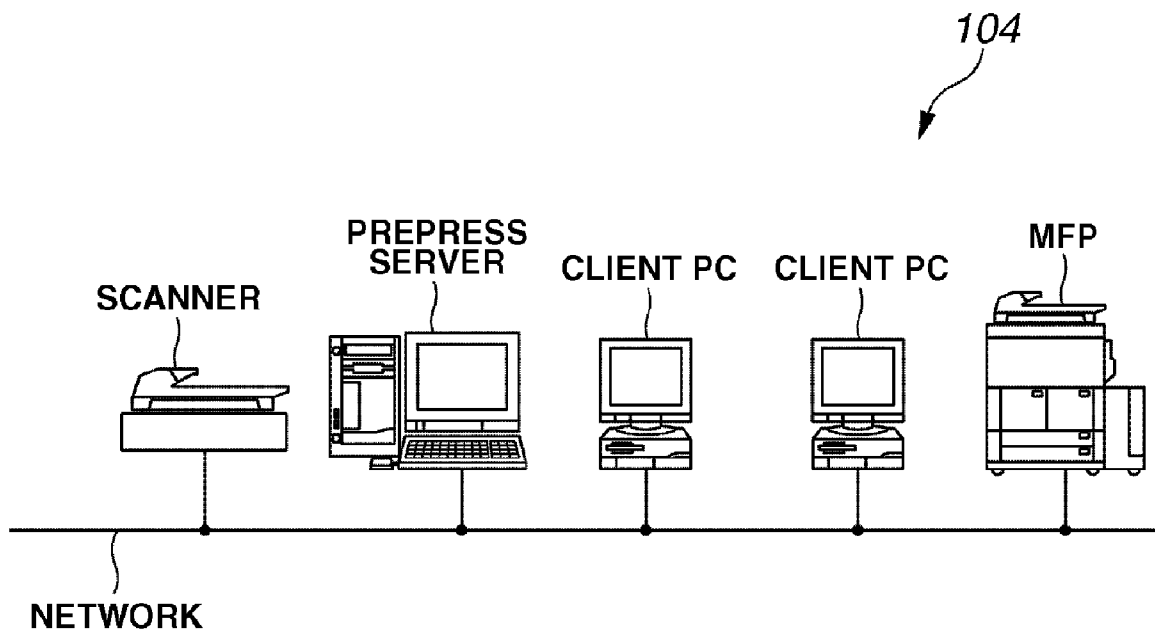 104
PREPRESS
SERVER
MFP
CLIENT PC
CLIENT PC
SCANNER
NETWORK